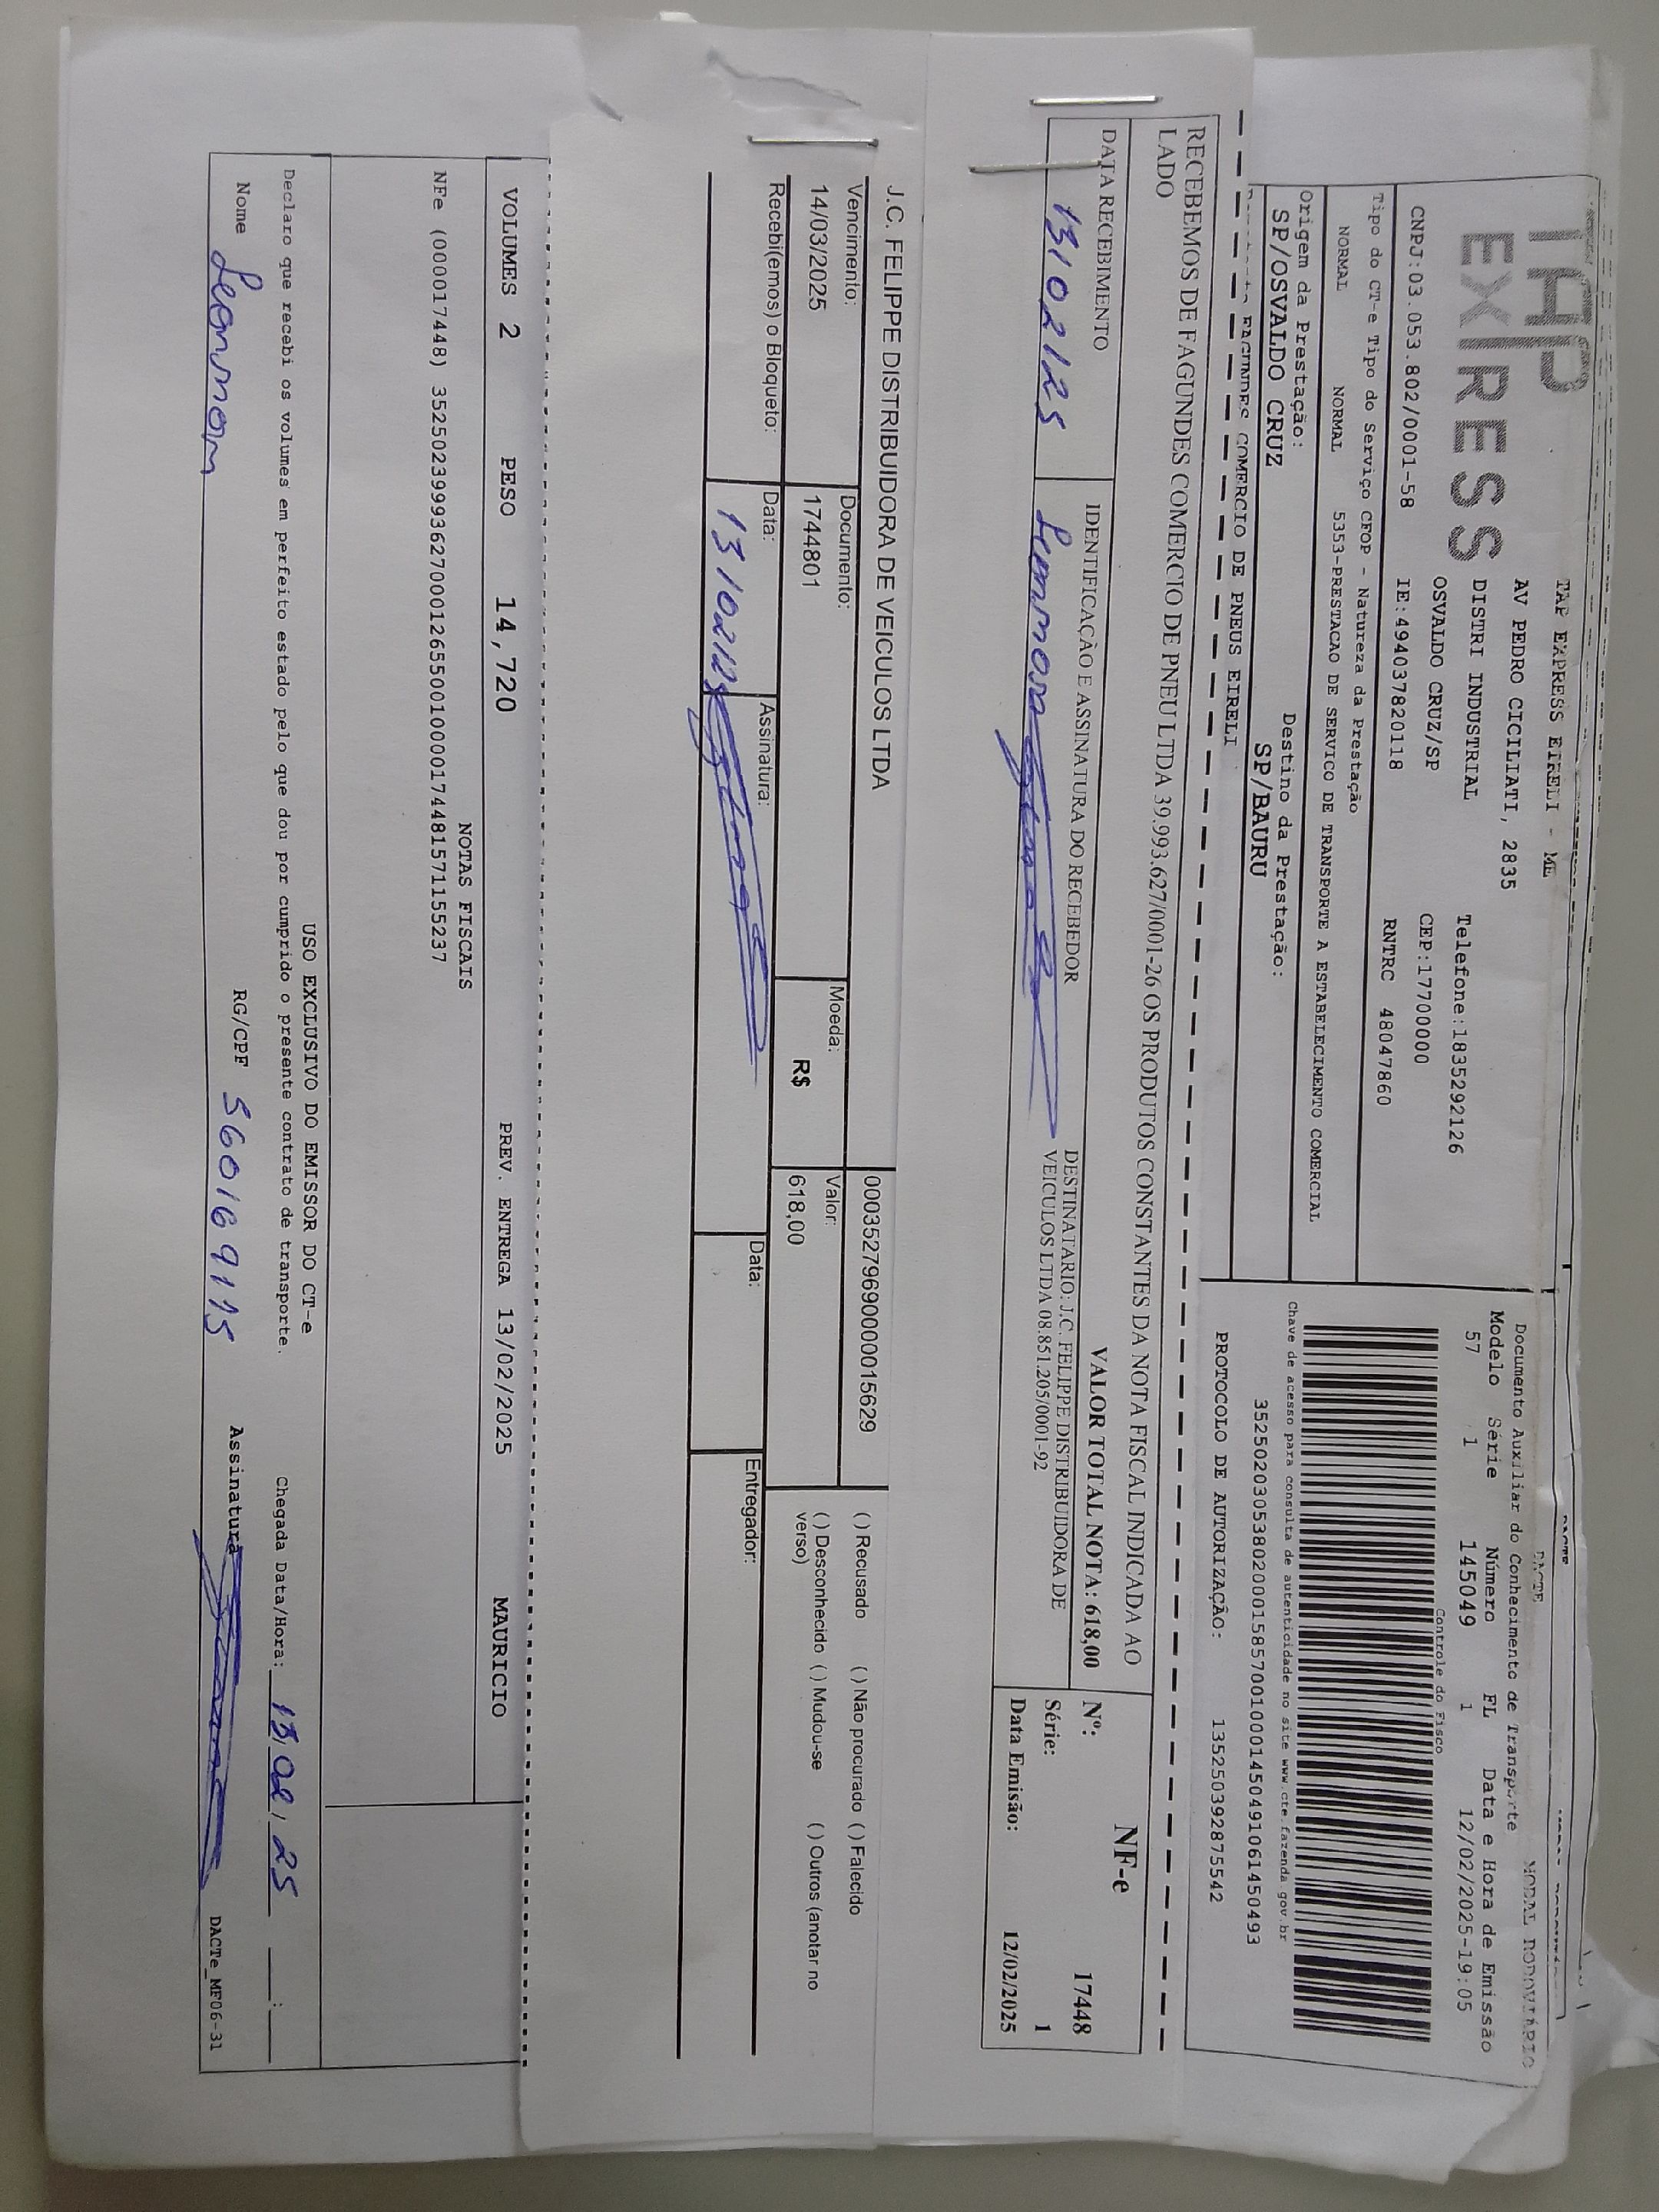 TAP
EXPRESS
TAP EXPRESS EIRELI - ME
AV PEDRO CICILIATI, 2835
DISTRI INDUSTRIAL
OSVALDO CRUZ/SP
Telefone:1835292126
CEP:17700000
CNPJ:03.053.802/0001-58
IE:494037820118
RNTRC 48047860
Tipo do CT-e Tipo do Serviço CFOP - Natureza da Prestação
NORMAL NORMAL 5353-PRESTACAO DE SERVICO DE TRANSPORTE A ESTABELECIMENTO COMERCIAL
Origem da Prestação: Destino da Prestação:
SP/OSVALDO CRUZ SP/BAURU
FAGUNDES COMERCIO DE PNEUS EIRELI
DACTE
MODAL RODOVIÁRIO
Documento Auxiliar do Conhecimento de Transporte
Modelo Série Número FL Data e Hora de Emissão
57 1 145049 1 12/02/2025-19:05
Controle do Fisco
Chave de acesso para consulta de autenticidade no site www.cte.fazenda.gov.br
35250203053802000158570010001450491061450493
PROTOCOLO DE AUTORIZAÇÃO: 135250392875542
RECEBEMOS DE FAGUNDES COMERCIO DE PNEU LTDA 39.993.627/0001-26 OS PRODUTOS CONSTANTES DA NOTA FISCAL INDICADA AO
LADO
VALOR TOTAL NOTA: 618,00
DATA RECEBIMENTO
13/02/25
IDENTIFICAÇÃO E ASSINATURA DO RECEBEDOR
DESTINATARIO: J.C. FELIPPE DISTRIBUIDORA DE
VEICULOS LTDA 08.851.205/0001-92
NF-e
Nº: 17448
Série: 1
Data Emisão: 12/02/2025
J.C. FELIPPE DISTRIBUIDORA DE VEICULOS LTDA
00035279690000015629
Vencimento: Documento: Moeda: Valor:
14/03/2025 1744801 R$ 618,00
( ) Recusado ( ) Não procurado ( ) Falecido
( ) Desconhecido ( ) Mudou-se ( ) Outros (anotar no
verso)
Recebi(emos) o Bloqueto: Data: Assinatura: Data: Entregador:
13/02/25
VOLUMES 2 PESO 14,720 PREV. ENTREGA 13/02/2025 MAURICIO
NOTAS FISCAIS
NFe (000017448) 35250239993627000126550010000174481571155237
USO EXCLUSIVO DO EMISSOR DO CT-e
Declaro que recebi os volumes em perfeito estado pelo que dou por cumprido o presente contrato de transporte. Chegada Data/Hora: 13/02/25 __:__
Nome RG/CPF 560169115 Assinatura
DACTe_MF06-31